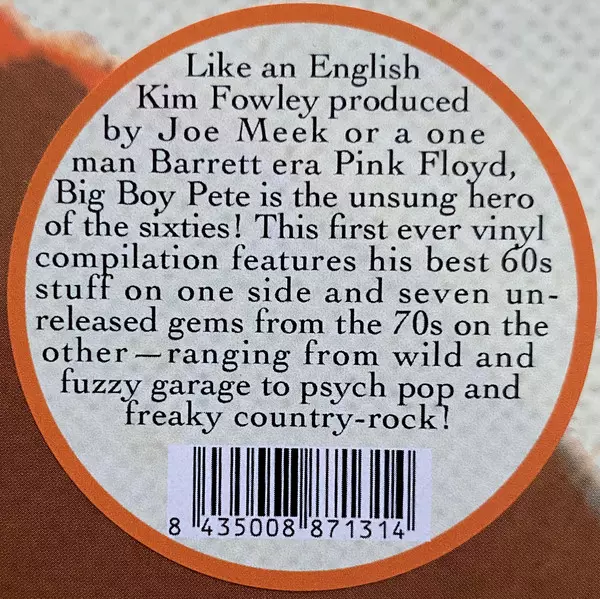 Like an English
Kim Fowley produced
by Joe Meek or a one
man Barrett era Pink Floyd,
Big Boy Pete is the unsung hero
of the sixties! This first ever vinyl
compilation features his best 60s
stuff on one side and seven un-
released gems from the 70s on the
other—ranging from wild and
fuzzy garage to psych pop and
freaky country-rock!
8 435008 871314